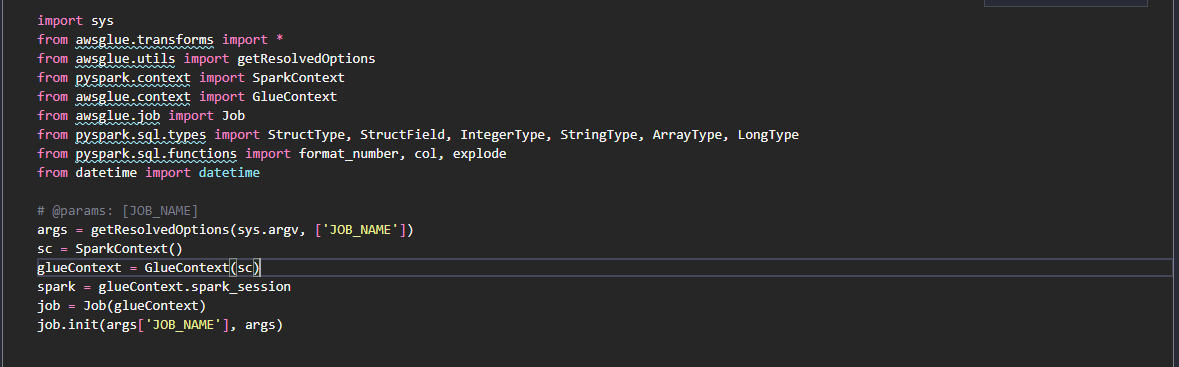 import sys
from awsglue.transforms import *
from awsglue.utils import getResolvedOptions
from pyspark.context import SparkContext
from awsglue.context import GlueContext
from awsglue.job import Job
from pyspark.sql.types import StructType, StructField, IntegerType, StringType, ArrayType, LongType
from pyspark.sql.functions import format_number, col, explode
from datetime import datetime
# @params: [JOB_NAME]
args = getResolvedOptions(sys.argv, ['JOB_NAME'])
sc = SparkContext()
glueContext = GlueContext(sc)
spark = glueContext.spark_session
job = Job(glueContext)
job.init(args['JOB_NAME'], args)